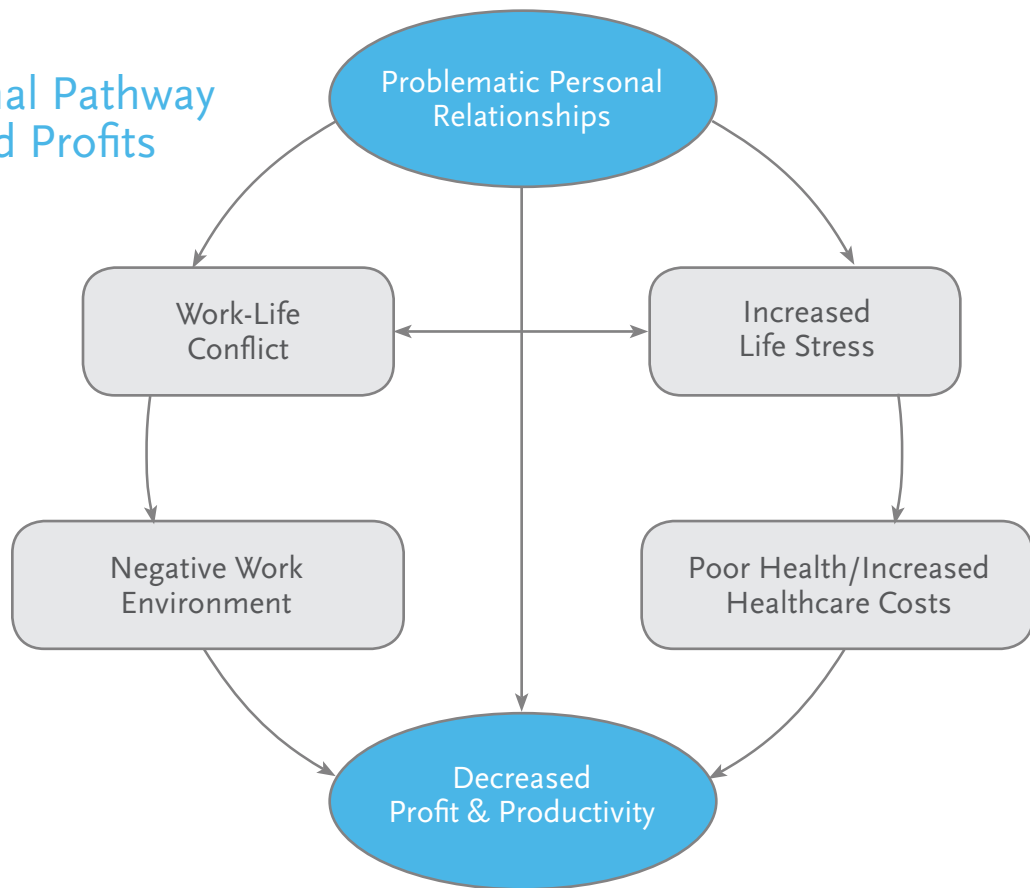 Pathway
Profits
Problematic Personal
Relationships
Work-Life
Conflict
Increased
Life Stress
Negative Work
Environment
Poor Health/Increased
Healthcare Costs
Decreased
Profit & Productivity